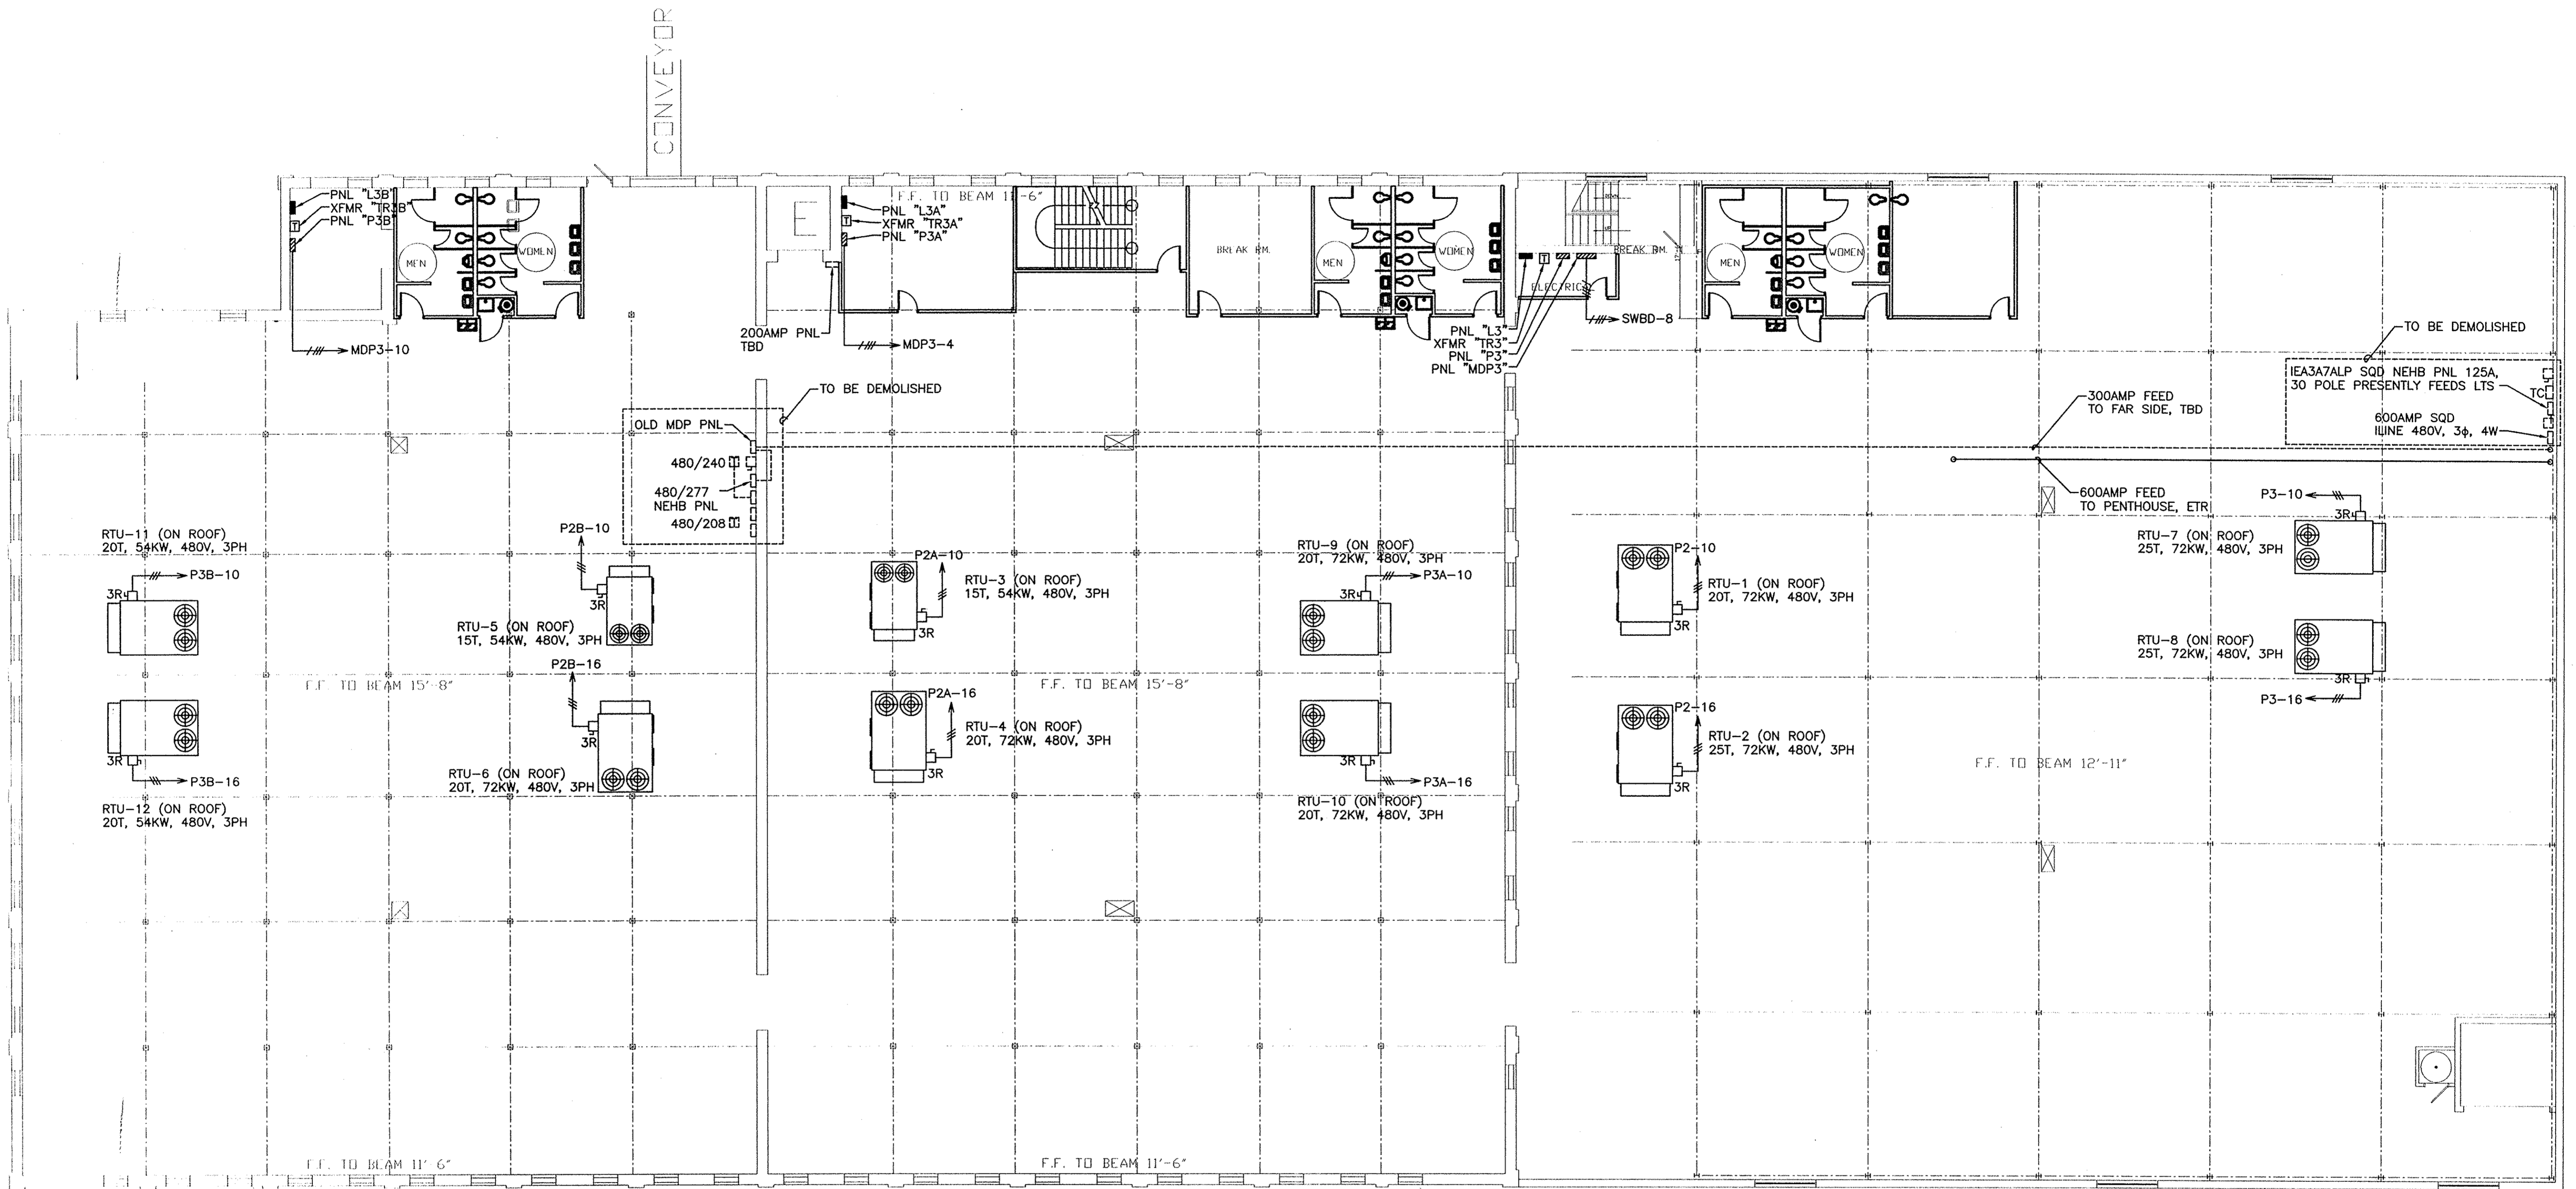 CONVEYOR
PNL "L3B"
XFMR "TR3B"
PNL "P3B"
MEN
WOMEN
MDP3-10
E
200AMP PNL
TBD
F.F. TO BEAM 11'-6"
PNL "L3A"
XFMR "TR3A"
PNL "P3A"
MDP3-4
BREAK RM.
MEN
WOMEN
BREAK RM.
ELECTRIC
SWBD-8
PNL "L3"
XFMR "TR3"
PNL "P3"
PNL "MDP3"
MEN
WOMEN
TO BE DEMOLISHED
IEA3A7ALP SQD NEHB PNL 125A,
30 POLE PRESENTLY FEEDS LTS
TC
600AMP SQD
ILINE 480V, 3ϕ, 4W
300AMP FEED
TO FAR SIDE, TBD
600AMP FEED
TO PENTHOUSE, ETR
TO BE DEMOLISHED
OLD MDP PNL
480/240
480/277
NEHB PNL
480/208
RTU-11 (ON ROOF)
20T, 54KW, 480V, 3PH
P3B-10
3R
P2B-10
3R
RTU-5 (ON ROOF)
15T, 54KW, 480V, 3PH
P2A-10
RTU-3 (ON ROOF)
15T, 54KW, 480V, 3PH
3R
RTU-9 (ON ROOF)
20T, 72KW, 480V, 3PH
P3A-10
3R
P2-10
RTU-1 (ON ROOF)
20T, 72KW, 480V, 3PH
3R
P3-10
3R
RTU-7 (ON ROOF)
25T, 72KW, 480V, 3PH
RTU-8 (ON ROOF)
25T, 72KW, 480V, 3PH
3R
P3-16
F.F. TO BEAM 15'-8"
P2B-16
3R
RTU-6 (ON ROOF)
20T, 72KW, 480V, 3PH
3R
P3B-16
RTU-12 (ON ROOF)
20T, 54KW, 480V, 3PH
F.F. TO BEAM 15'-8"
P2A-16
RTU-4 (ON ROOF)
20T, 72KW, 480V, 3PH
3R
3R
P3A-16
RTU-10 (ON ROOF)
20T, 72KW, 480V, 3PH
P2-16
RTU-2 (ON ROOF)
25T, 72KW, 480V, 3PH
3R
F.F. TO BEAM 12'-11"
F.F. TO BEAM 11' 6"
F.F. TO BEAM 11'-6"